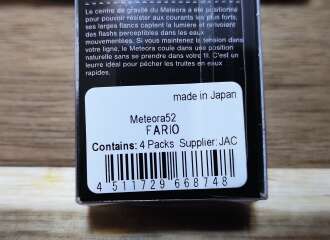 Le centre de gravité du Meteora a été positionné
pour pouvoir résister aux courants les plus forts,
ses larges flancs captent la lumière et renvoient
des flashs perceptibles dans les eaux
mouvementées. Si vous maintenez la tension dans
votre ligne, le Meteora coule dans une position
naturelle sans se prendre dans votre fil. C'est un
leurre idéal pour pêcher les truites en eaux
rapides.
made in Japan
Meteora52
FARIO
Contains: 4 Packs Supplier: JAC
4 511729 668748